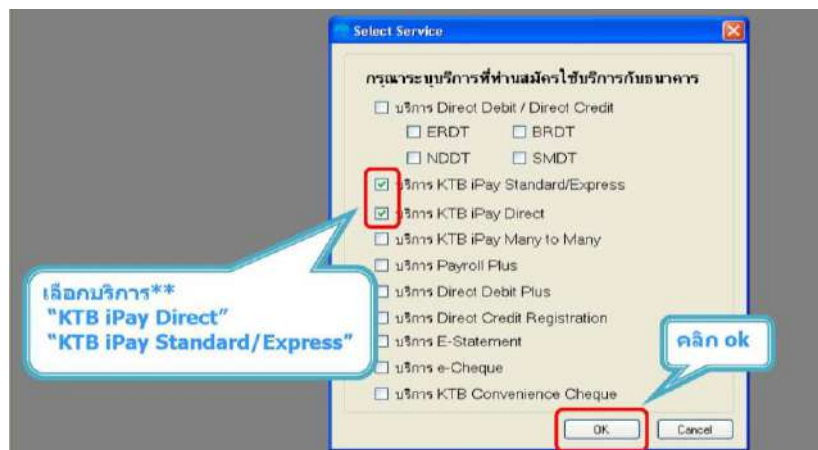 Select Service
กรุณาระบุบริการที่ท่านสมัครใช้บริการกับธนาคาร
บริการ Direct Debit / Direct Credit
ERDT BRDT
NDDT SMDT
บริการ KTB iPay Standard/Express
บริการ KTB iPay Direct
บริการ KTB iPay Many to Many
บริการ Payroll Plus
บริการ Direct Debit Plus
บริการ Direct Credit Registration
บริการ E-Statement
บริการ e-Cheque
บริการ KTB Convenience Cheque
OK Cancel
เลือกบริการ**
"KTB iPay Direct"
"KTB iPay Standard/Express"
คลิก ok